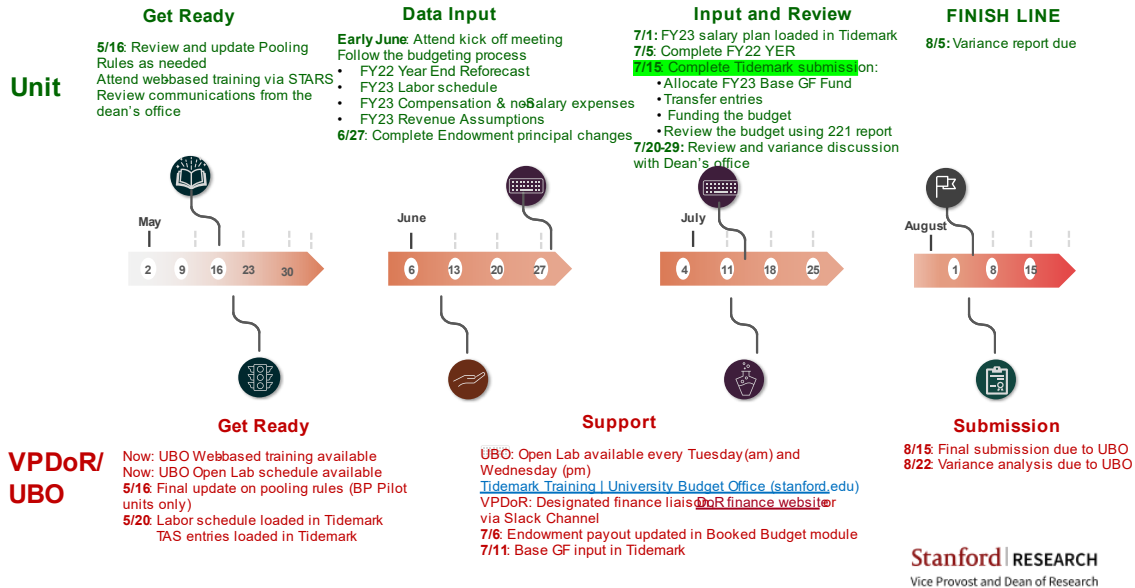 Get Ready
Data Input
Input and Review
FINISH LINE
Unit
5/16: Review and update Pooling
Rules as needed
Attend web-based training via STARS
Review communications from the
dean's office
Early June: Attend kick off meeting
Follow the budgeting process
• FY22 Year End Reforecast
• FY23 Labor schedule
• FY23 Compensation & non-Salary expenses
• FY23 Revenue Assumptions
6/27: Complete Endowment principal changes
7/1: FY23 salary plan loaded in Tidemark
7/5: Complete FY22 YER
7/15: Complete Tidemark submission:
• Allocate FY23 Base GF Fund
• Transfer entries
• Funding the budget
• Review the budget using 221 report
7/20-29: Review and variance discussion
with Dean's office
8/5: Variance report due
May
2 9 16 23 30
June
6 13 20 27
July
4 11 18 25
August
1 8 15
Get Ready
Support
Submission
VPDoR/
UBO
Now: UBO Web-based training available
Now: UBO Open Lab schedule available
5/16: Final update on pooling rules (BP Pilot
units only)
5/20: Labor schedule loaded in Tidemark
TAS entries loaded in Tidemark
UBO: Open Lab available every Tuesday (am) and
Wednesday (pm)
Tidemark Training | University Budget Office (stanford.edu)
VPDoR: Designated finance liaison, DoR finance website or
via Slack Channel
7/6: Endowment payout updated in Booked Budget module
7/11: Base GF input in Tidemark
8/15: Final submission due to UBO
8/22: Variance analysis due to UBO
Stanford | RESEARCH
Vice Provost and Dean of Research